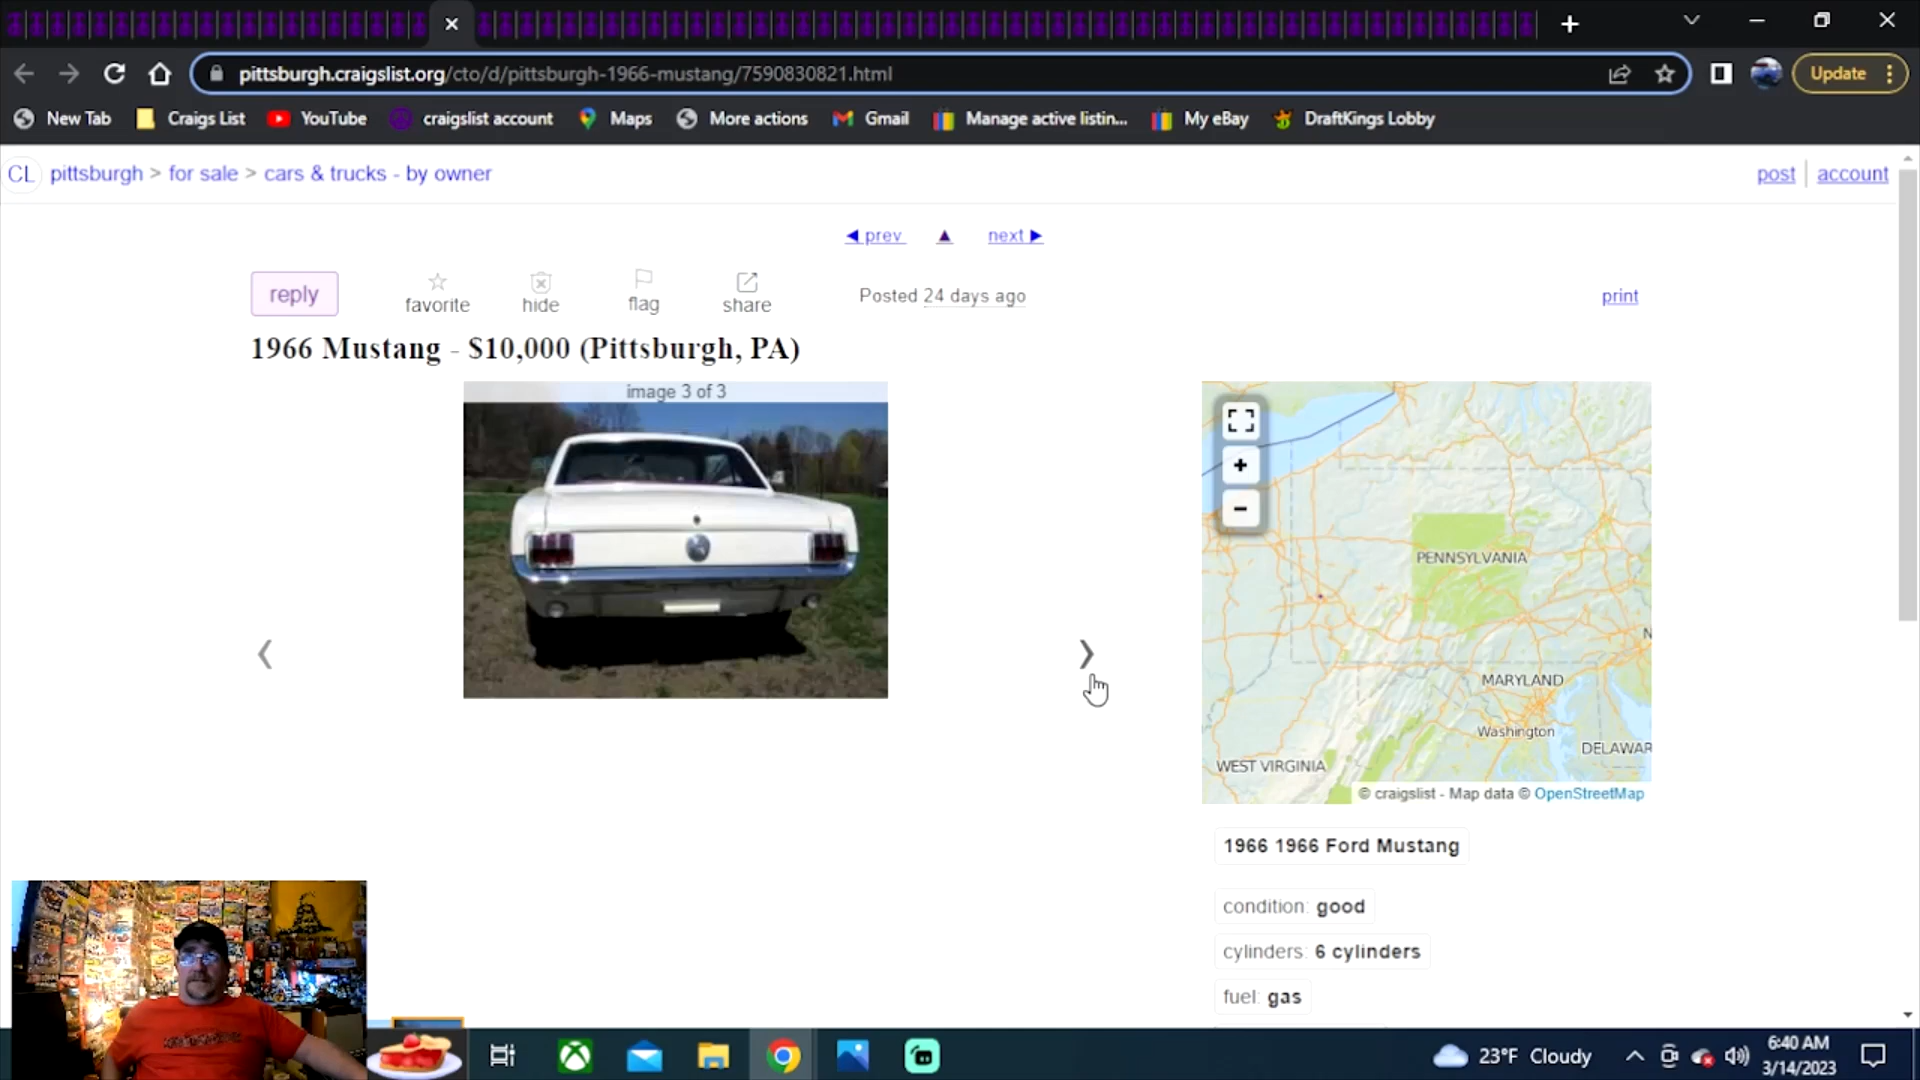 pittsburgh.craigslist.org/cto/d/pittsburgh-1966-mustang/7590830821.html
Update
New Tab
Craigs List
YouTube
craigslist account
Maps
More actions
Gmail
Manage active listin...
My eBay
DraftKings Lobby
CL pittsburgh > for sale > cars & trucks - by owner
post
account
◀ prev ▲ next ▶
reply
favorite
hide
flag
share
Posted 24 days ago
print
1966 Mustang - $10,000 (Pittsburgh, PA)
image 3 of 3
PENNSYLVANIA
MARYLAND
Washington
DELAWAR
WEST VIRGINIA
N
© craigslist - Map data © OpenStreetMap
1966 1966 Ford Mustang
condition: good
cylinders: 6 cylinders
fuel: gas
23°F Cloudy
6:40 AM
3/14/2023